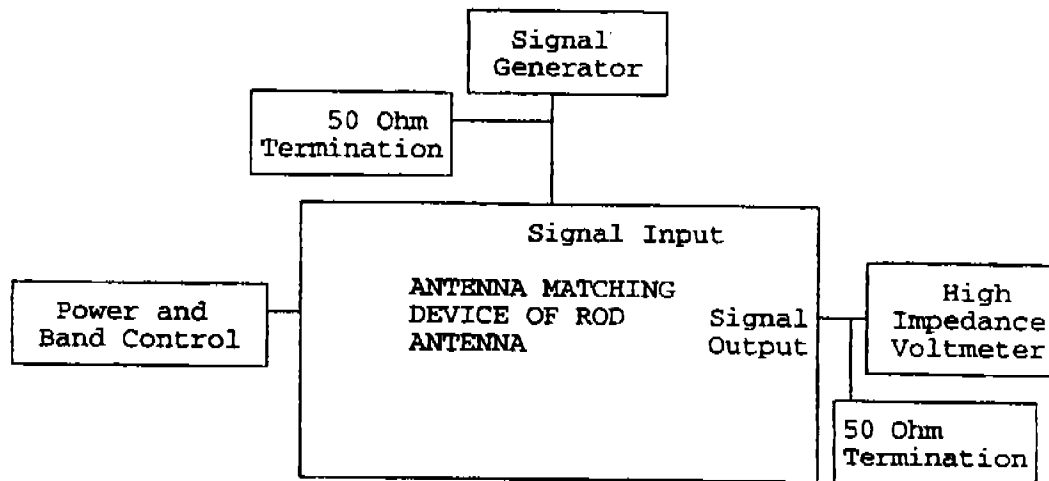 Signal
Generator
50 Ohm
Termination
Signal Input
ANTENNA MATCHING
DEVICE OF ROD
ANTENNA
Signal
Output
Power and
Band Control
High
Impedance
Voltmeter
50 Ohm
Termination